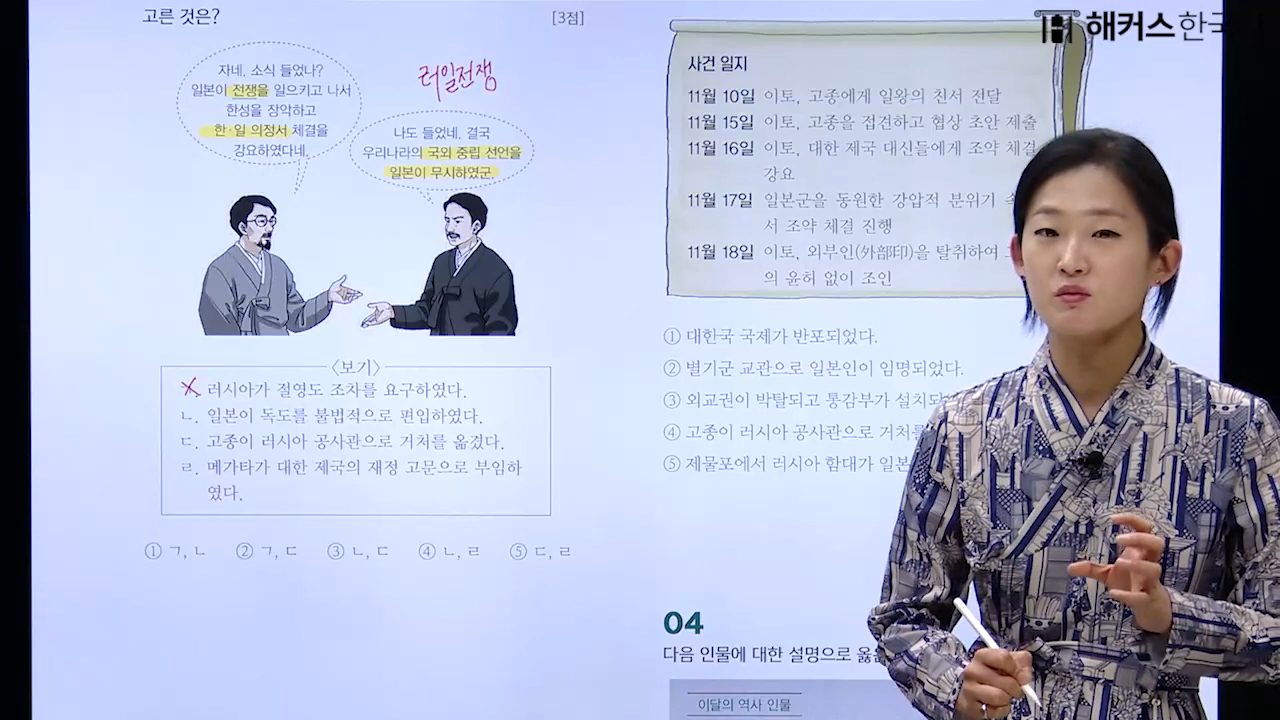 고른 것은?
[3점]
자네, 소식 들었나?
일본이 전쟁을 일으키고 나서
한성을 장악하고
한·일 의정서 체결을
강요하였다네.
러일전쟁
나도 들었네. 결국
우리나라의 국외 중립 선언을
일본이 무시하였군.
<보기>
러시아가 절영도 조차를 요구하였다.
ㄴ. 일본이 독도를 불법적으로 편입하였다.
ㄷ. 고종이 러시아 공사관으로 거처를 옮겼다.
ㄹ. 메가타가 대한 제국의 재정 고문으로 부임하
였다.
① ㄱ, ㄴ ② ㄱ, ㄷ ③ ㄴ, ㄷ ④ ㄴ, ㄹ ⑤ ㄷ, ㄹ
해커스한국
사건 일지
11월 10일 이토, 고종에게 일왕의 친서 전달
11월 15일 이토, 고종을 접견하고 협상 초안 제출
11월 16일 이토, 대한 제국 대신들에게 조약 체결
강요
11월 17일 일본군을 동원한 강압적 분위기
서 조약 체결 진행
11월 18일 이토, 외부인(外部印)을 탈취하여
의 윤허 없이 조인
① 대한국 국제가 반포되었다.
② 별기군 교관으로 일본인이 임명되었다.
③ 외교권이 박탈되고 통감부가 설치되
④ 고종이 러시아 공사관으로 거처를
⑤ 제물포에서 러시아 함대가 일본
04
다음 인물에 대한 설명으로 옳은
이달의 역사 인물